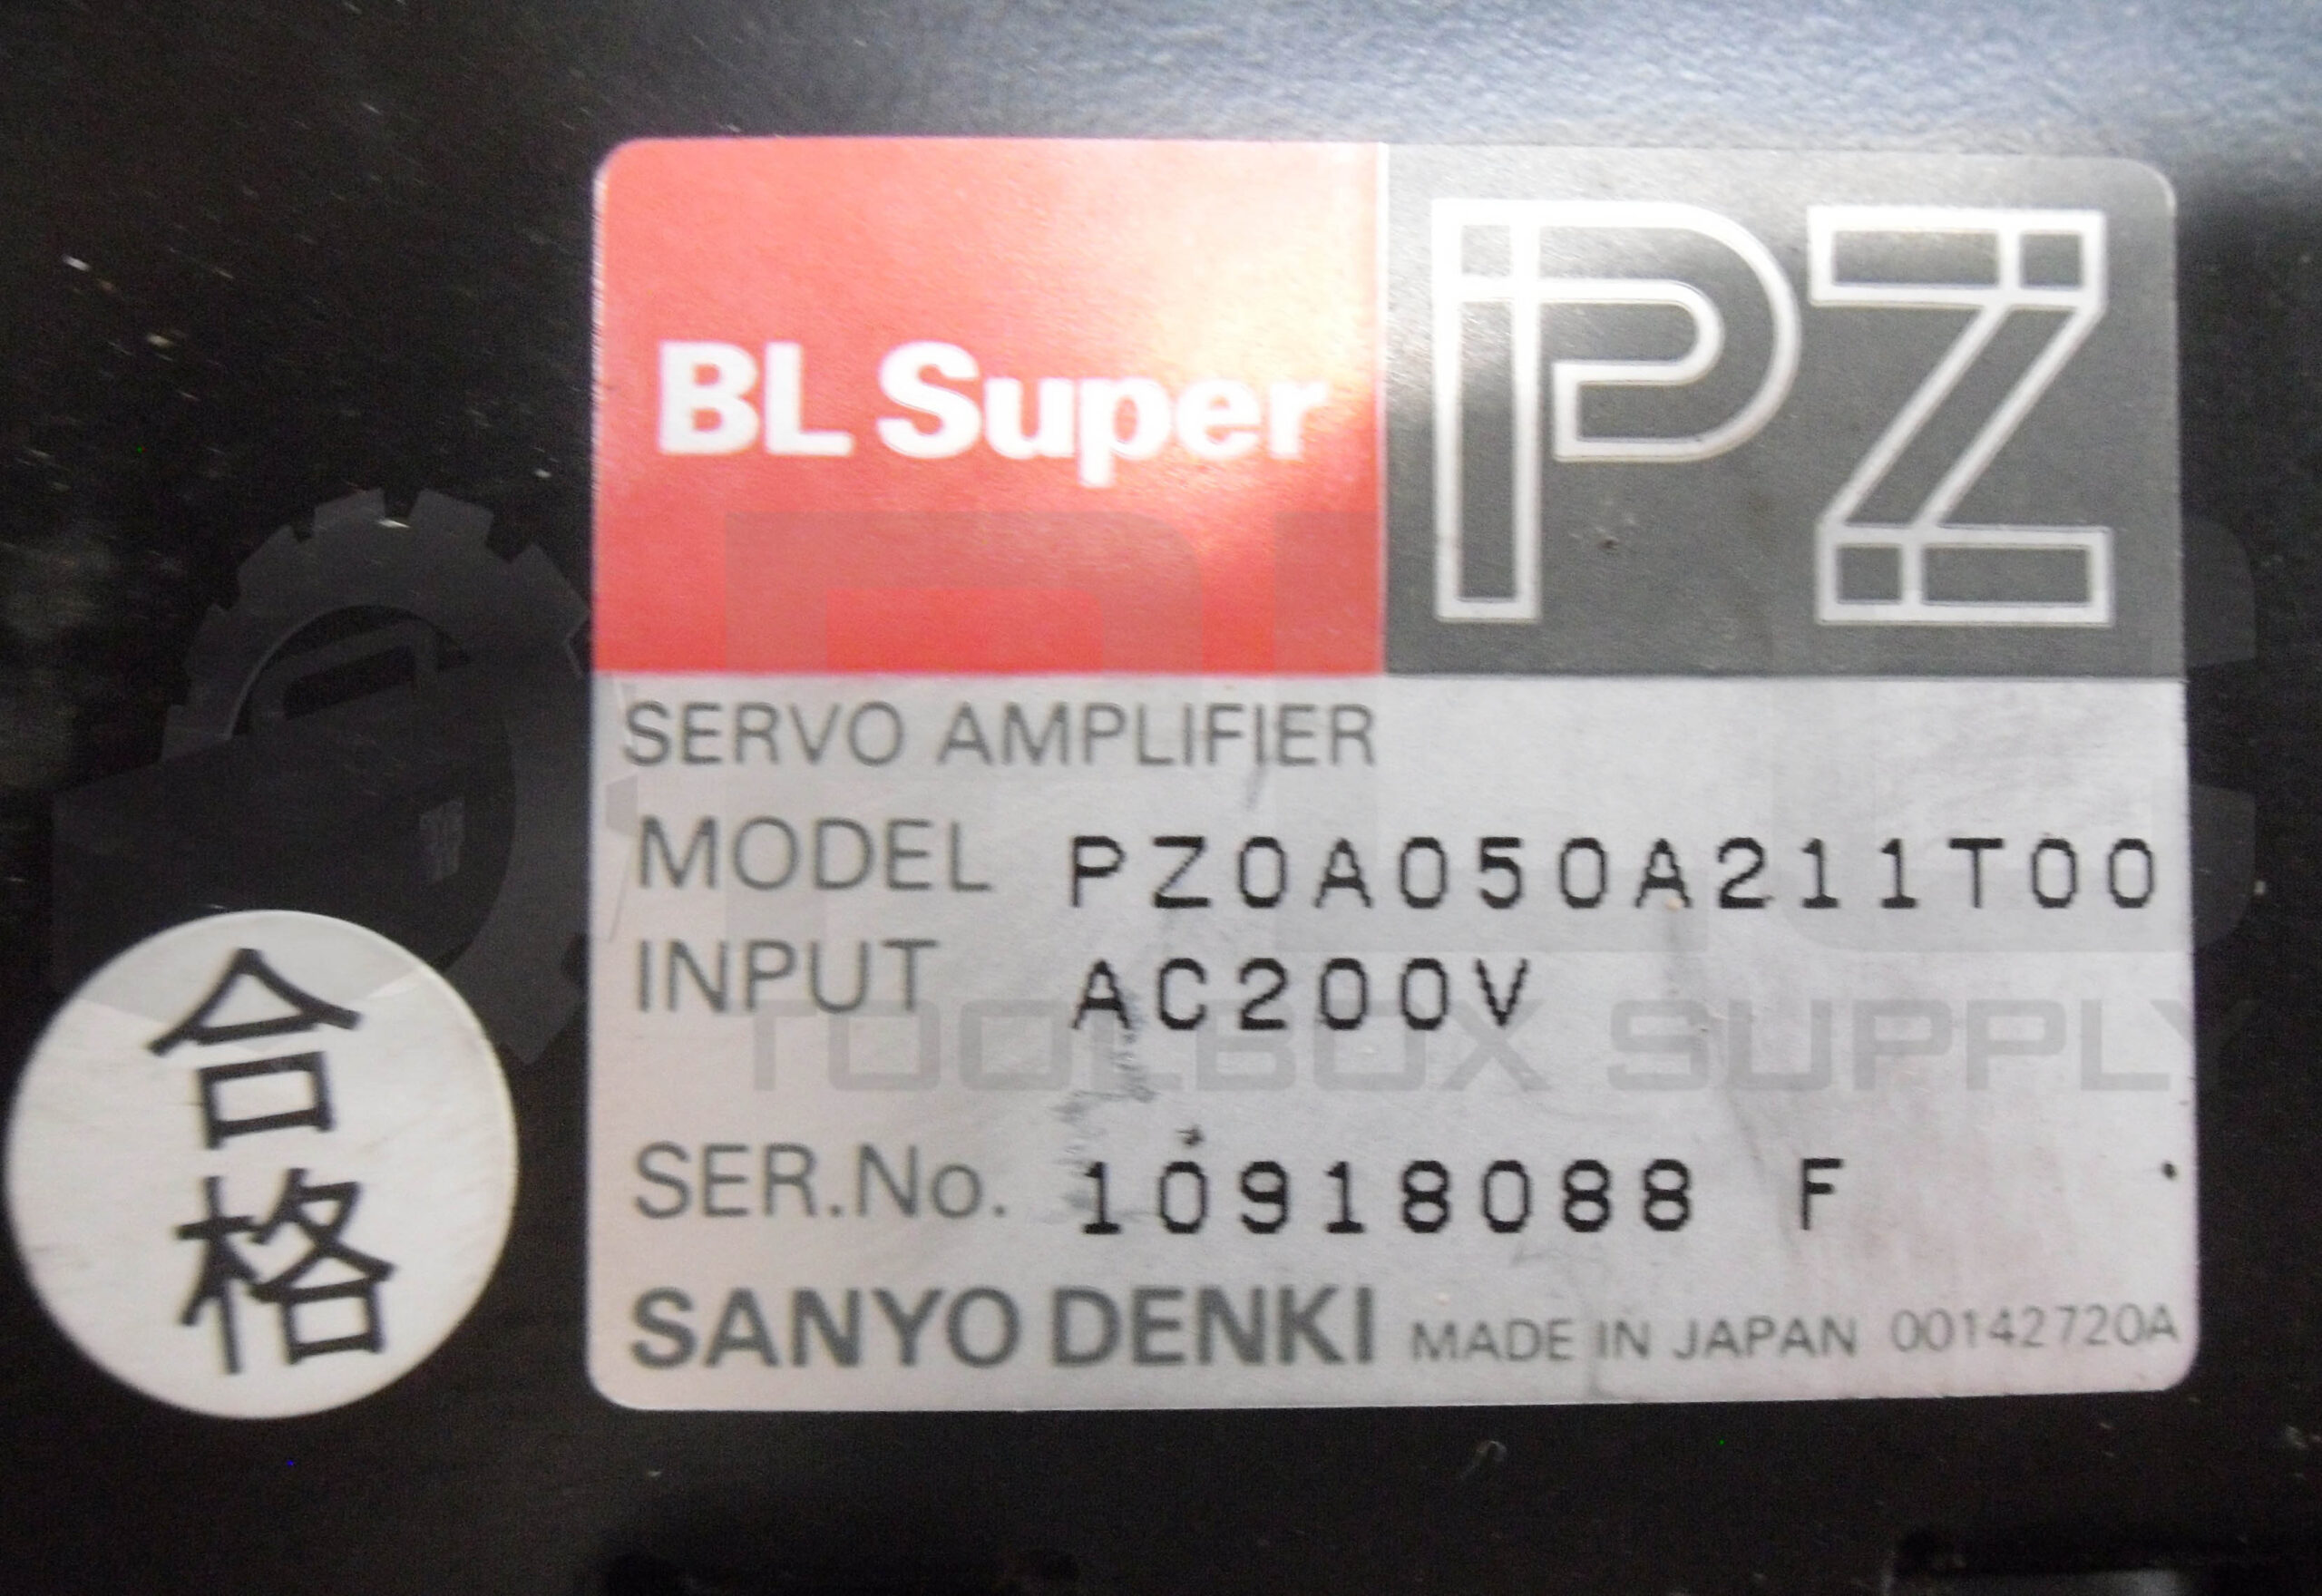 BL Super PZ
SERVO AMPLIFIER
MODEL PZ0A050A211T00
INPUT AC200V
TOOLBOX SUPPLY
SER.No. 10918088 F
SANYO DENKI MADE IN JAPAN 00142720A
合
格